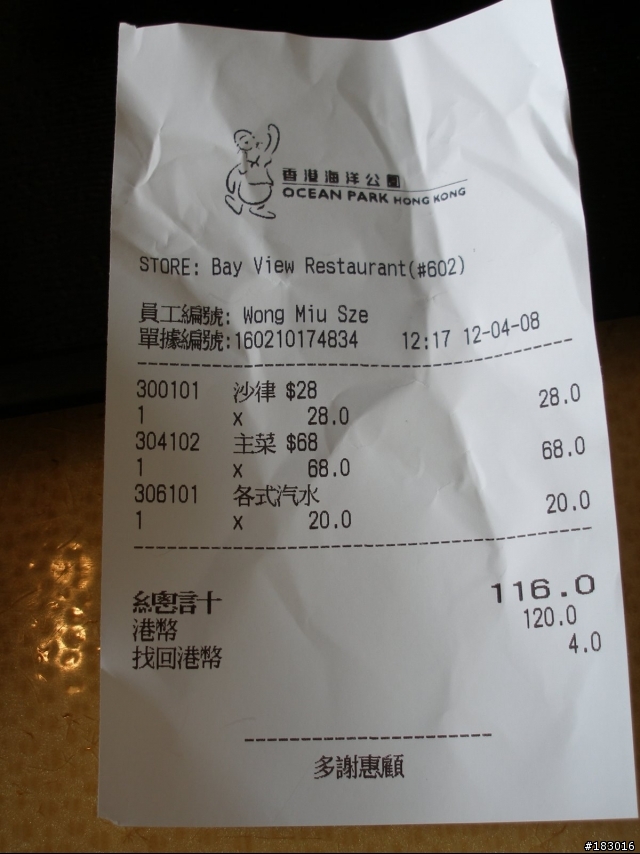 香港海洋公園
OCEAN PARK HONG KONG
STORE: Bay View Restaurant(#602)
員工編號: Wong Miu Sze
單據編號:160210174834 12:17 12-04-08
300101 沙律 $28 28.0
1 x 28.0
304102 主菜 $68 68.0
1 x 68.0
306101 各式汽水 20.0
1 x 20.0
總計 116.0
港幣 120.0
找回港幣 4.0
多謝惠顧
#183016